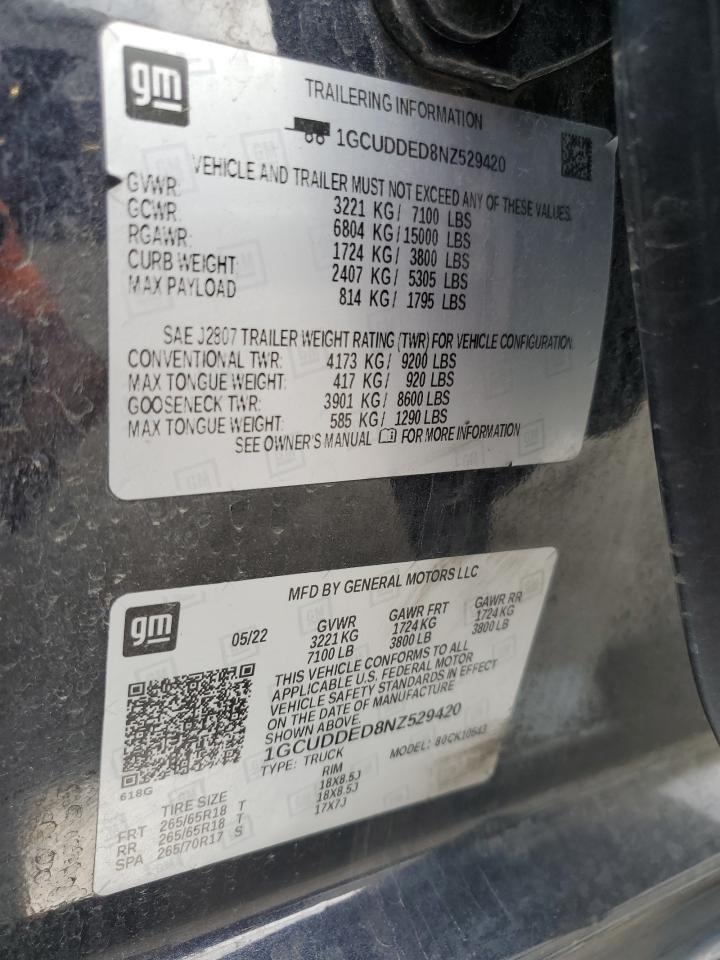 gm
TRAILERING INFORMATION
1GCUDDED8NZ529420
VEHICLE AND TRAILER MUST NOT EXCEED ANY OF THESE VALUES.
GVWR: 3221 KG/ 7100 LBS
GCWR: 6804 KG/15000 LBS
RGAWR: 1724 KG/ 3800 LBS
CURB WEIGHT: 2407 KG/ 5305 LBS
MAX PAYLOAD 814 KG/ 1795 LBS
SAE J2807 TRAILER WEIGHT RATING (TWR) FOR VEHICLE CONFIGURATION:
CONVENTIONAL TWR: 4173 KG/ 9200 LBS
MAX TONGUE WEIGHT: 417 KG/ 920 LBS
GOOSENECK TWR: 3901 KG/ 8600 LBS
MAX TONGUE WEIGHT: 585 KG/ 1290 LBS
SEE OWNER'S MANUAL FOR MORE INFORMATION
MFD BY GENERAL MOTORS LLC
gm
05/22 GVWR GAWR FRT GAWR RR
3221 KG 1724 KG 1724 KG
7100 LB 3800 LB 3800 LB
THIS VEHICLE CONFORMS TO ALL
APPLICABLE U.S. FEDERAL MOTOR
VEHICLE SAFETY STANDARDS IN EFFECT
ON THE DATE OF MANUFACTURE
SHOWN ABOVE.
1GCUDDED8NZ529420
TYPE: TRUCK MODEL: 80CK10543
618G
TIRE SIZE RIM
FRT 265/65R18 T 18X8.5J
RR 265/65R18 T 18X8.5J
SPA 265/70R17 S 17X7J